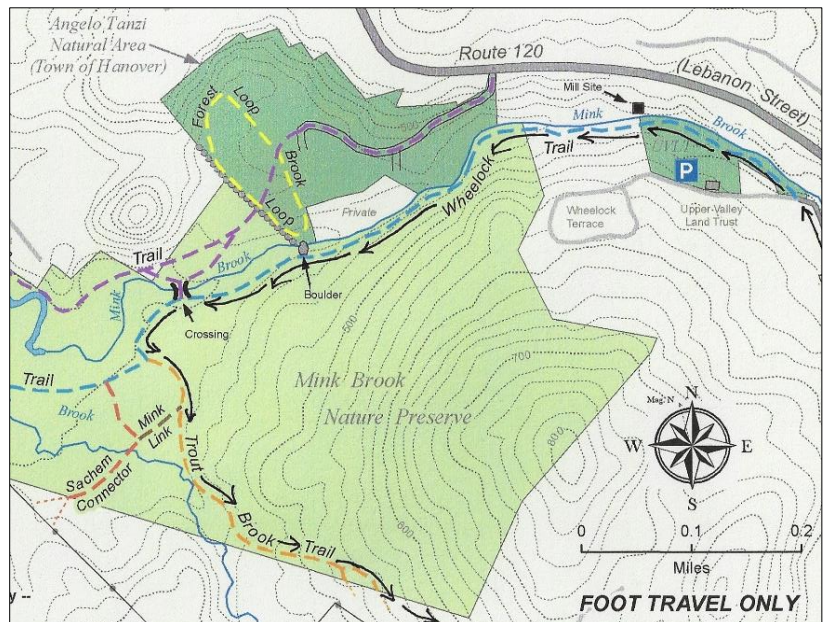 Angelo Tanzi
Natural Area
(Town of Hanover)
Route 120
(Lebanon Street)
Mill Site
Mink
Brook
Trail
UVLT
P
Forest
Loop
Brook
Loop
Wheelock
Private
Wheelock
Terrace
Upper-Valley
Land Trust
Trail
Brook
Mink
Boulder
Crossing
500
700
Mink Brook
Nature Preserve
Trail
Brook
Mink
Link
Sachem
Connector
Trout
Brook
Trail
600
800
Mag. N
N
W
E
S
0
0.1
0.2
Miles
FOOT TRAVEL ONLY
y --